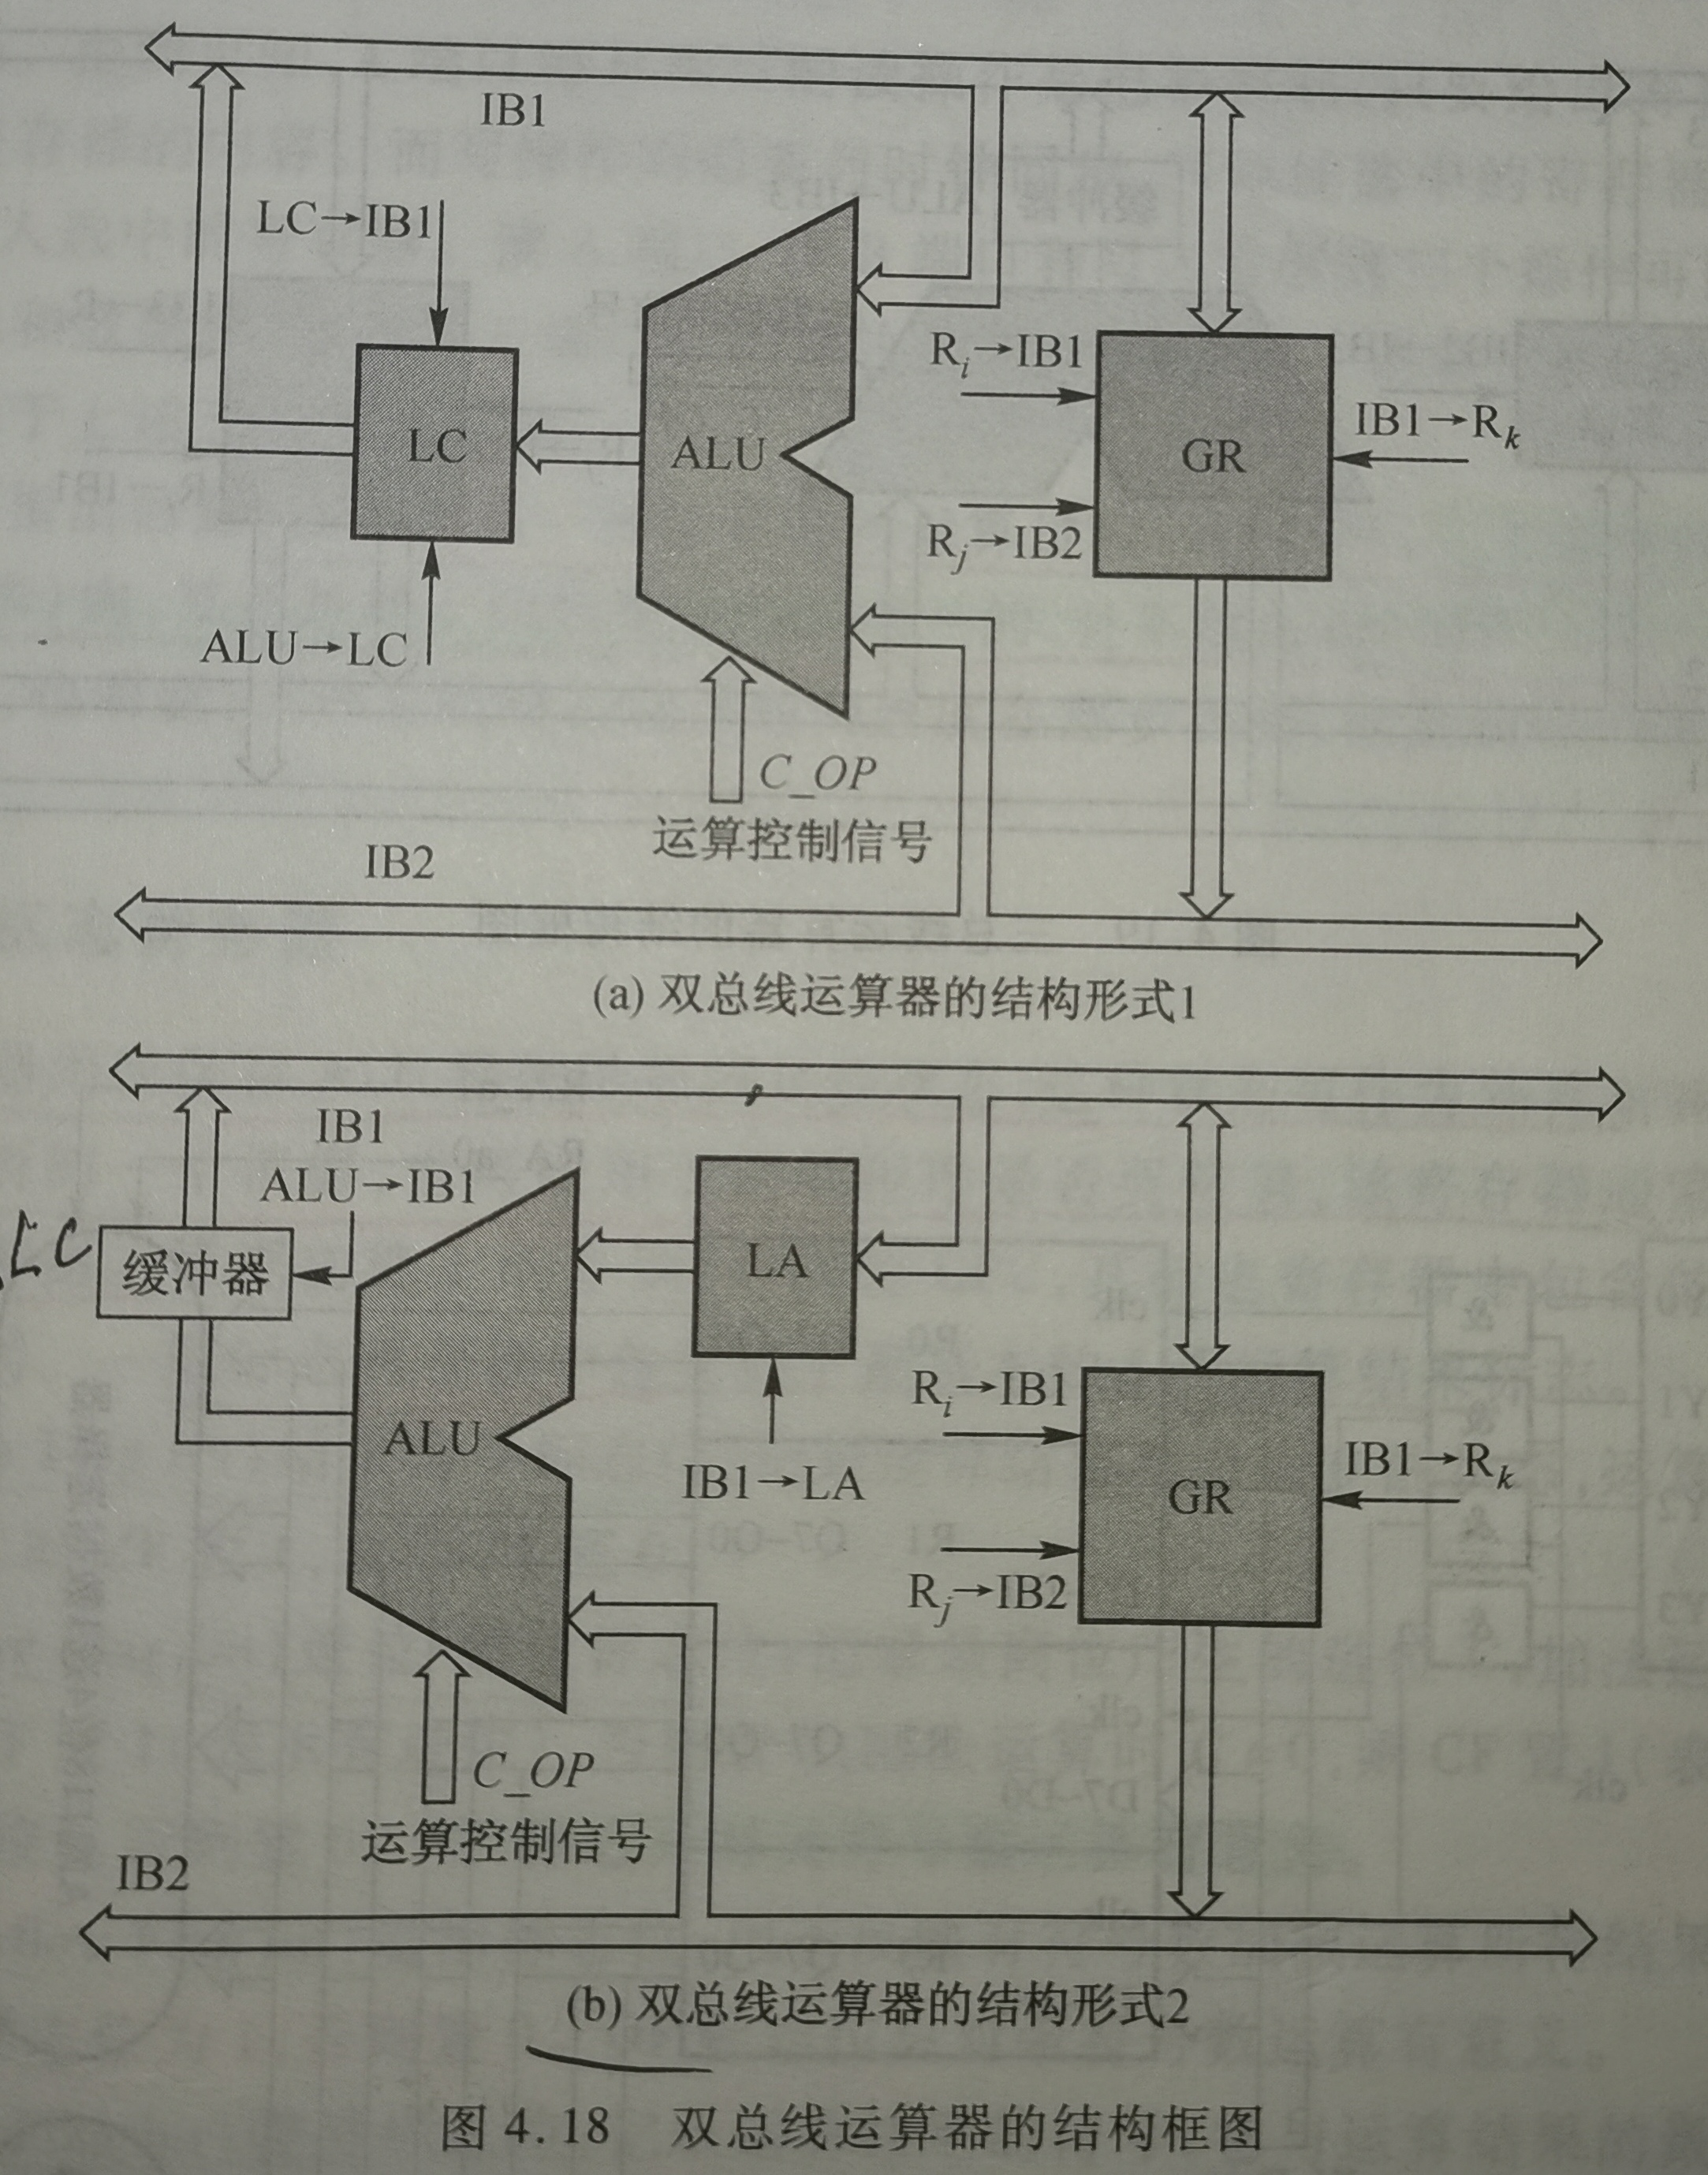 IB1
LC→IB1
LC
ALU
ALU→LC
R_i→IB1
R_j→IB2
GR
IB1→R_k
C_OP
运算控制信号
IB2
(a) 双总线运算器的结构形式1
IB1
ALU→IB1
LC
缓冲器
LA
IB1→LA
ALU
R_i→IB1
R_j→IB2
GR
IB1→R_k
C_OP
运算控制信号
IB2
(b) 双总线运算器的结构形式2
图 4.18 双总线运算器的结构框图